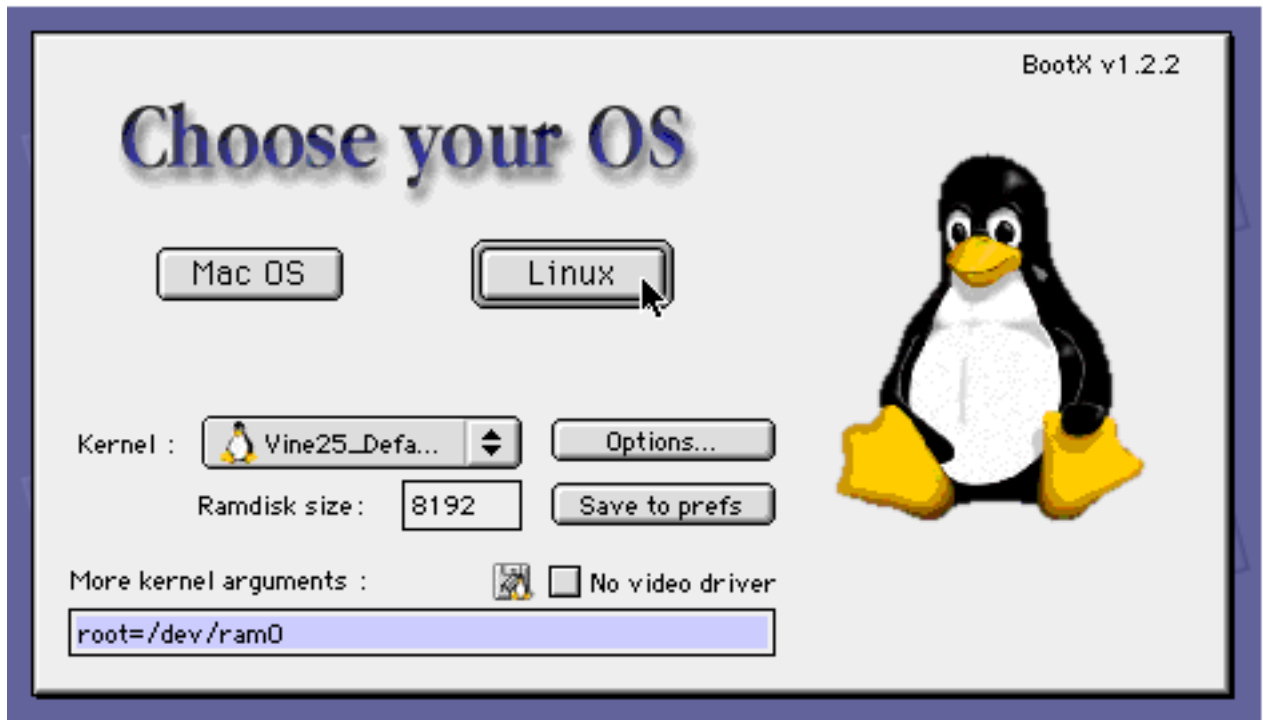 BootX v1.2.2
Choose your OS
Mac OS
Linux
Kernel :
Vine25_Defa...
Options...
Ramdisk size:
8192
Save to prefs
More kernel arguments :
No video driver
root=/dev/ram0